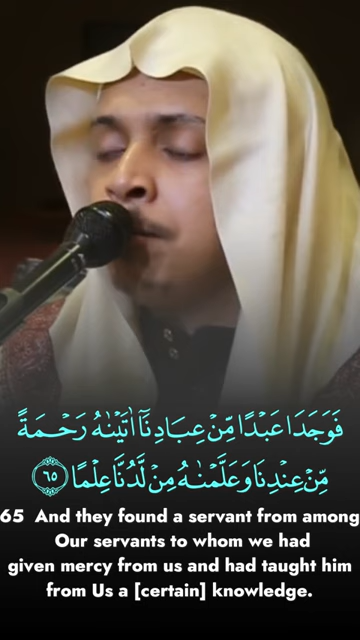 فَوَجَدَا عَبْدًا مِّنْ عِبَادِنَآ ءَاتَيْنَٰهُ رَحْمَةً
مِّنْ عِندِنَا وَعَلَّمْنَٰهُ مِن لَّدُنَّا عِلْمًا ٦٥
65 And they found a servant from among
Our servants to whom we had
given mercy from us and had taught him
from Us a [certain] knowledge.